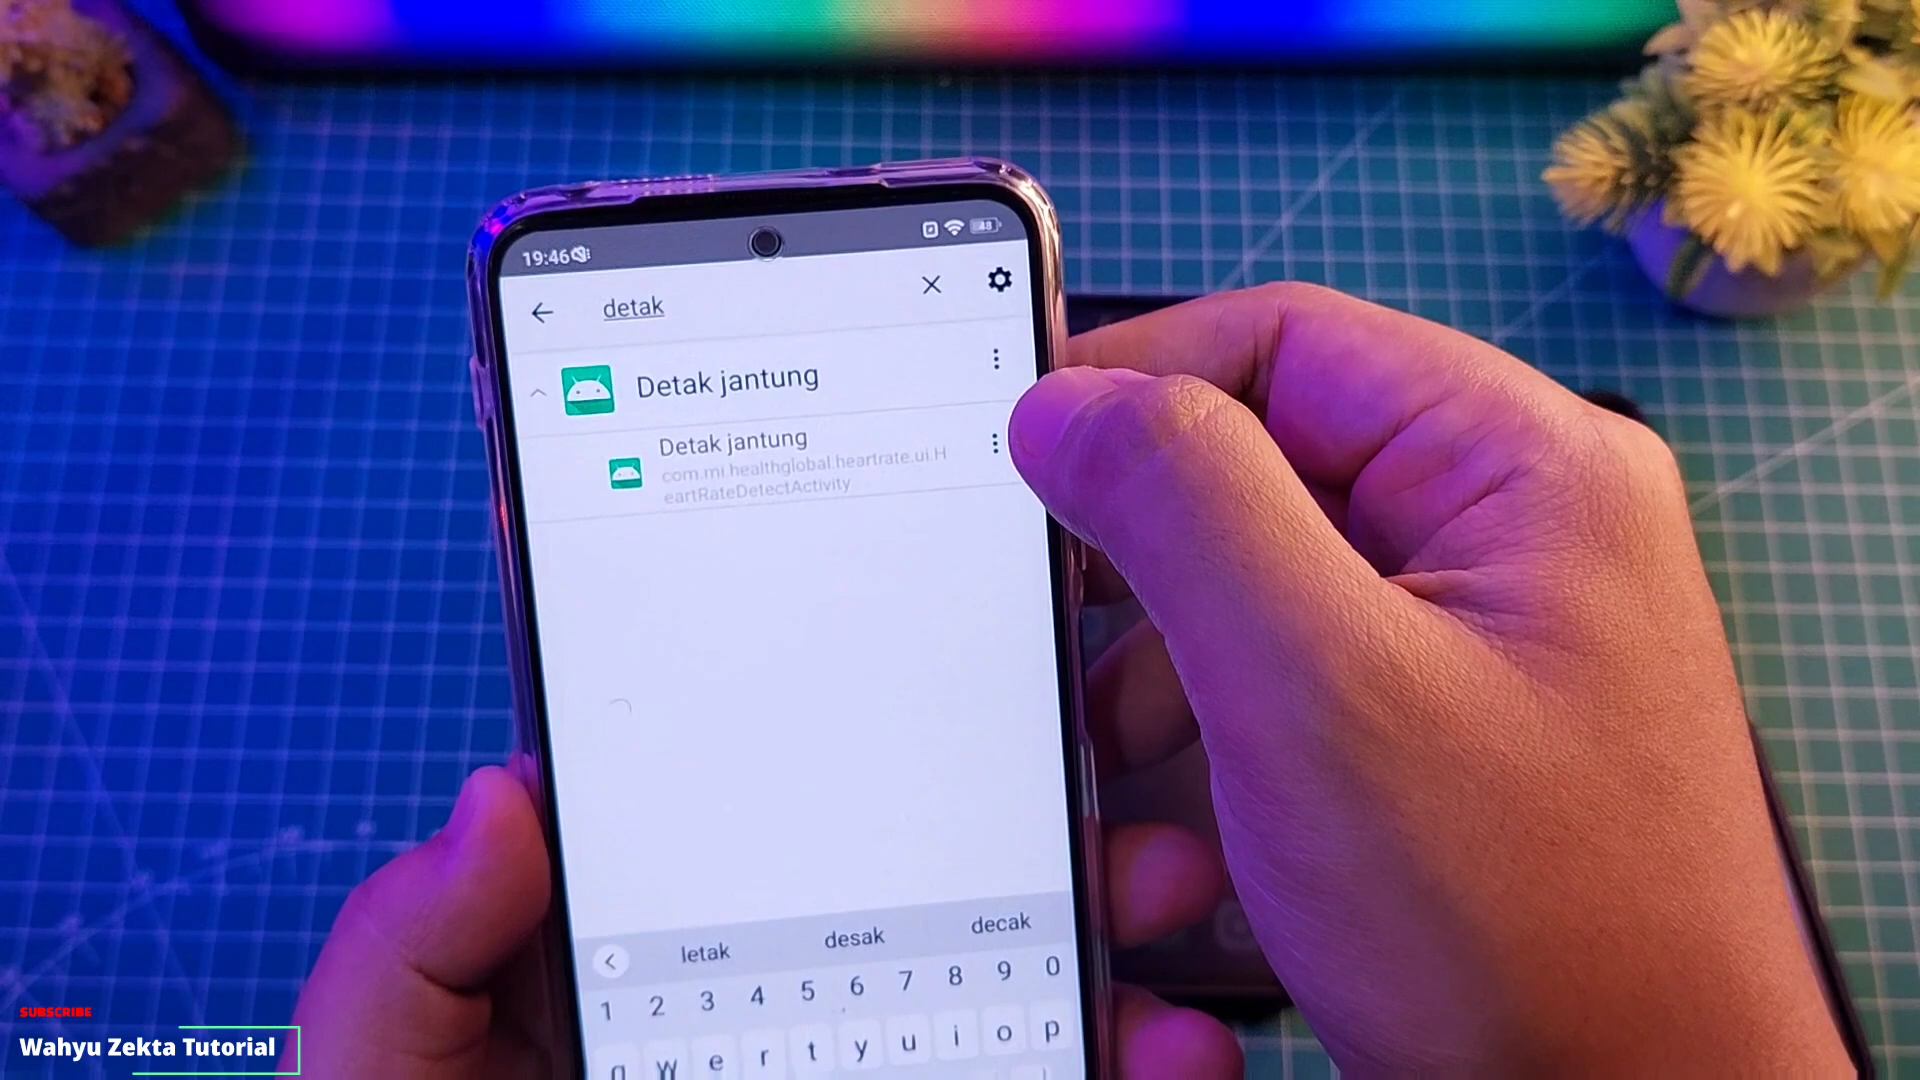 19:46
48
detak
Detak jantung
Detak jantung
com.mi.healthglobal.heartrate.ui.H
eartRateDetectActivity
letak
desak
decak
1 2 3 4 5 6 7 8 9 0
q w e r t y u i o p
SUBSCRIBE
Wahyu Zekta Tutorial